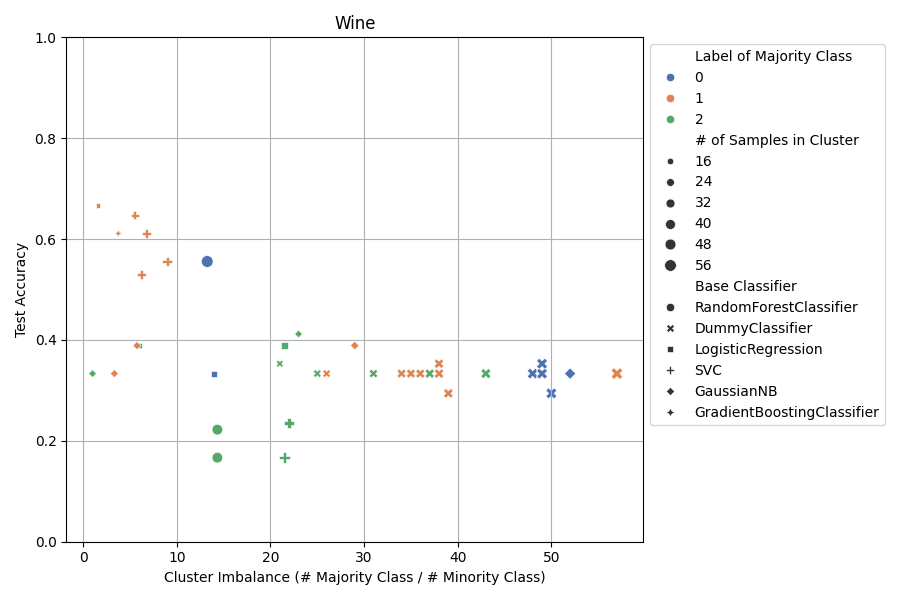 Wine
1.0
0.8
0.6
0.4
0.2
0.0
Test Accuracy
0 10 20 30 40 50
Cluster Imbalance (# Majority Class / # Minority Class)
Label of Majority Class
0
1
2
# of Samples in Cluster
16
24
32
40
48
56
Base Classifier
RandomForestClassifier
DummyClassifier
LogisticRegression
SVC
GaussianNB
GradientBoostingClassifier